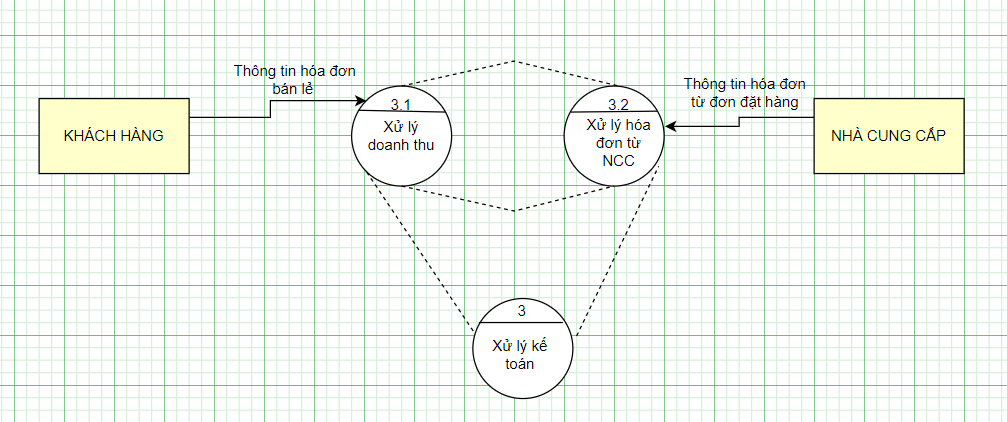 Thông tin hóa đơn
bán lẻ
Thông tin hóa đơn
từ đơn đặt hàng
KHÁCH HÀNG
3.1
Xử lý
doanh thu
3.2
Xử lý hóa
đơn từ
NCC
NHÀ CUNG CẤP
3
Xử lý kế
toán